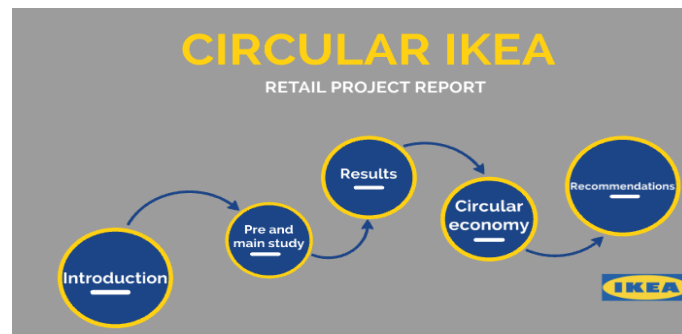 CIRCULAR IKEA
RETAIL PROJECT REPORT
Introduction
Pre and
main study
Results
Circular
economy
Recommendations
IKEA